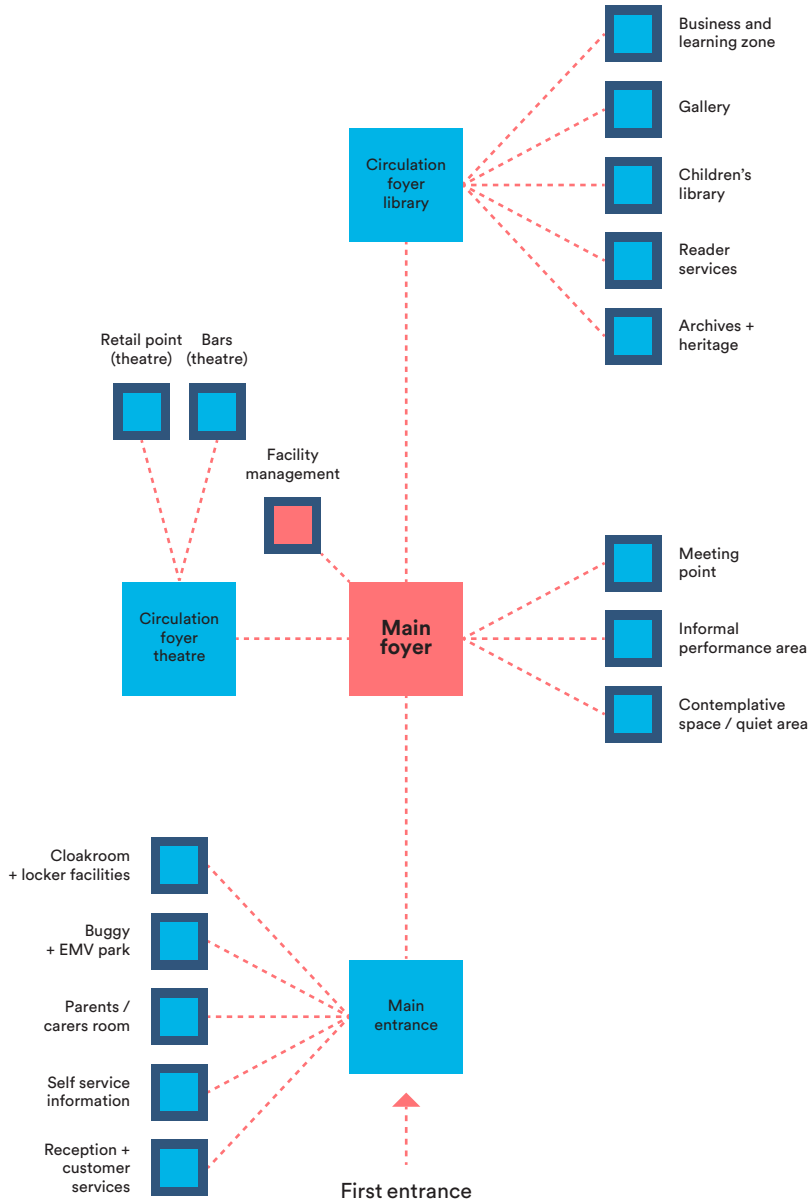 Business and
learning zone
Gallery
Circulation
foyer
library
Children's
library
Reader
services
Archives +
heritage
Retail point
(theatre)
Bars
(theatre)
Facility
management
Meeting
point
Circulation
foyer
theatre
Main
foyer
Informal
performance area
Contemplative
space / quiet area
Cloakroom
+ locker facilities
Buggy
+ EMV park
Parents /
carers room
Main
entrance
Self service
information
Reception +
customer
services
First entrance